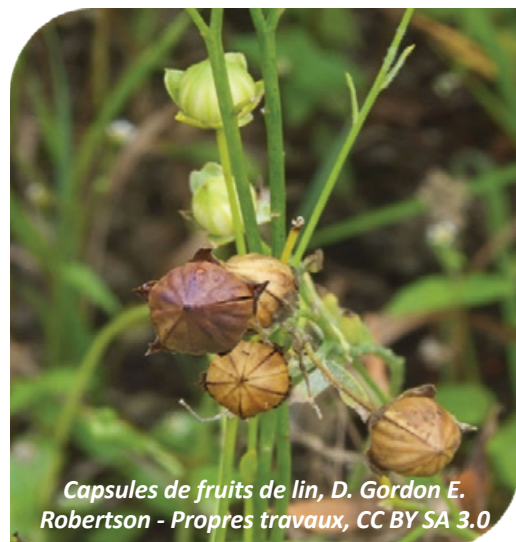 Capsules de fruits de lin, D. Gordon E.
Robertson - Propres travaux, CC BY SA 3.0